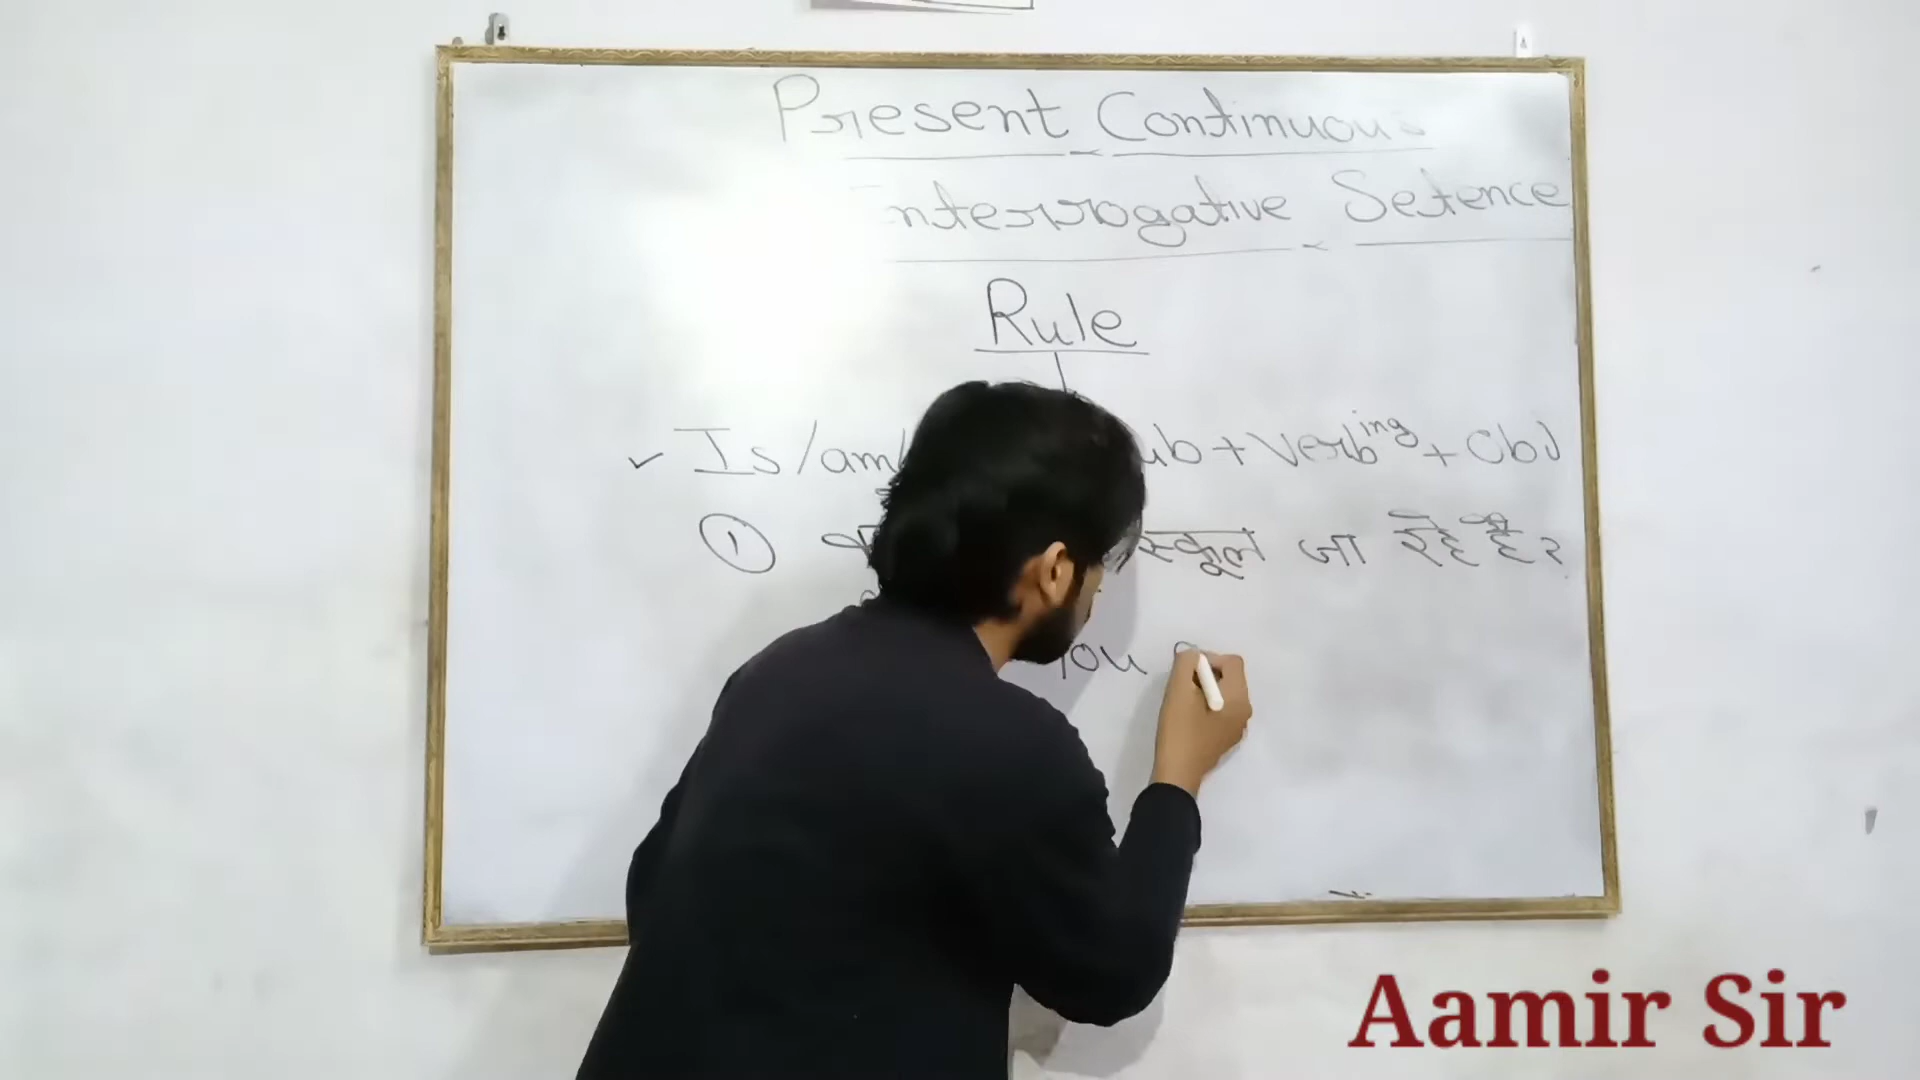 Present Continuous
Interrogative Setence
Rule
✓ Is/am/ ub + Verb ing + Obj
① स्कूल जा रहे हैं?
You
Aamir Sir